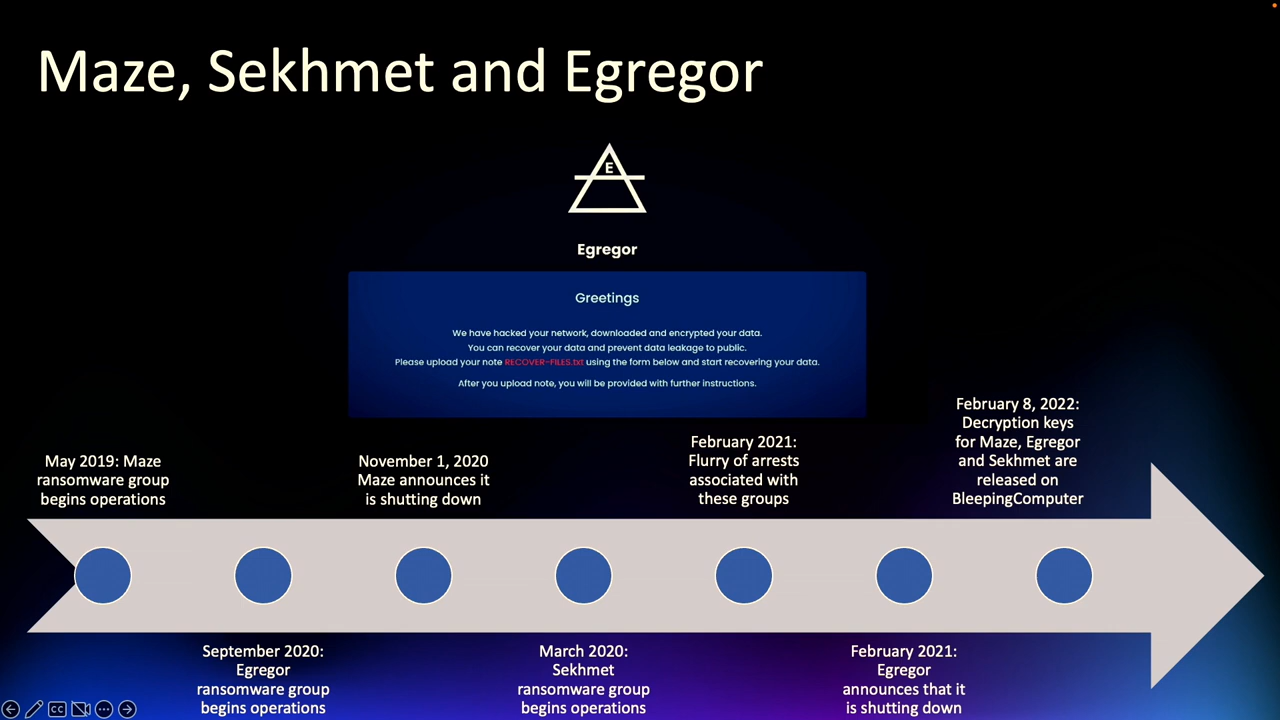 Maze, Sekhmet and Egregor
E
Egregor
Greetings
We have hacked your network, downloaded and encrypted your data.
You can recover your data and prevent data leakage to public.
Please upload your note RECOVER-FILES.txt using the form below and start recovering your data.
After you upload note, you will be provided with further instructions.
May 2019: Maze
ransomware group
begins operations
September 2020:
Egregor
ransomware group
begins operations
November 1, 2020
Maze announces it
is shutting down
March 2020:
Sekhmet
ransomware group
begins operations
February 2021:
Flurry of arrests
associated with
these groups
February 2021:
Egregor
announces that it
is shutting down
February 8, 2022:
Decryption keys
for Maze, Egregor
and Sekhmet are
released on
BleepingComputer
CC